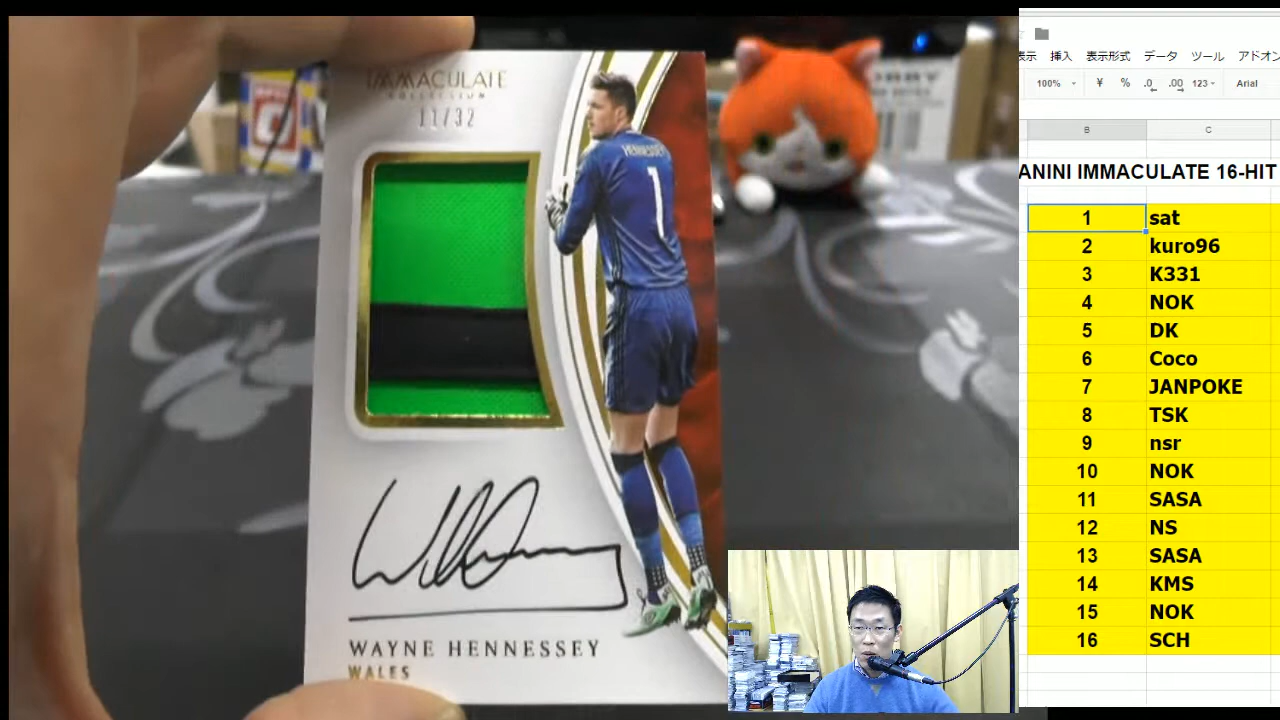 IMMACULATE
COLLECTION
11/32
HENNESSEY
1
WAYNE HENNESSEY
WALES
表示 挿入 表示形式 データ ツール アドオン
100% ¥ % .0 .00 123 Arial
B C
ANINI IMMACULATE 16-HIT
1 sat
2 kuro96
3 K331
4 NOK
5 DK
6 Coco
7 JANPOKE
8 TSK
9 nsr
10 NOK
11 SASA
12 NS
13 SASA
14 KMS
15 NOK
16 SCH